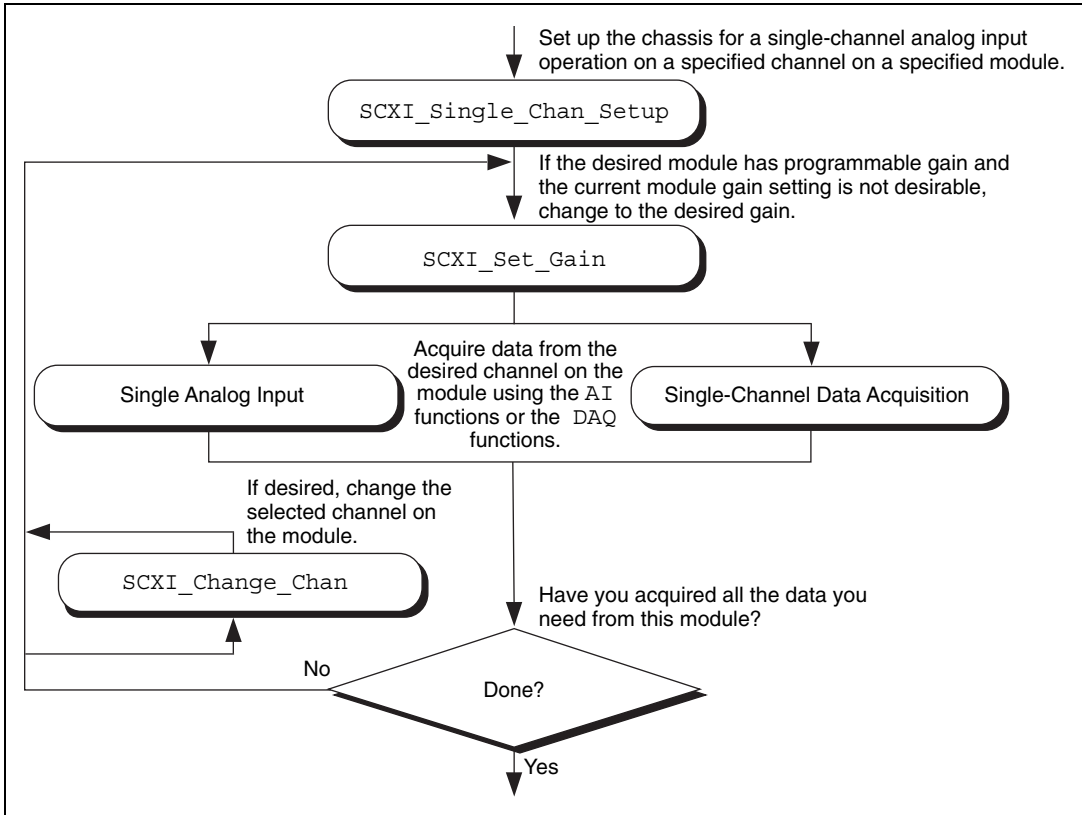 Set up the chassis for a single-channel analog input
operation on a specified channel on a specified module.
SCXI_Single_Chan_Setup
If the desired module has programmable gain and
the current module gain setting is not desirable,
change to the desired gain.
SCXI_Set_Gain
Single Analog Input
Acquire data from the
desired channel on the
module using the AI
functions or the DAQ
functions.
Single-Channel Data Acquisition
If desired, change the
selected channel on
the module.
SCXI_Change_Chan
Have you acquired all the data you
need from this module?
No
Done?
Yes